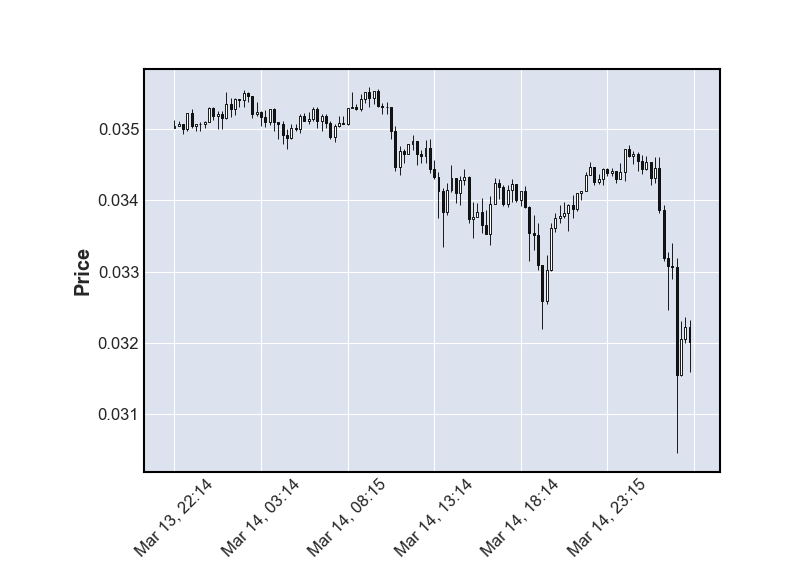 Price
0.035
0.034
0.033
0.032
0.031
Mar 13, 22:14
Mar 14, 03:14
Mar 14, 08:15
Mar 14, 13:14
Mar 14, 18:14
Mar 14, 23:15